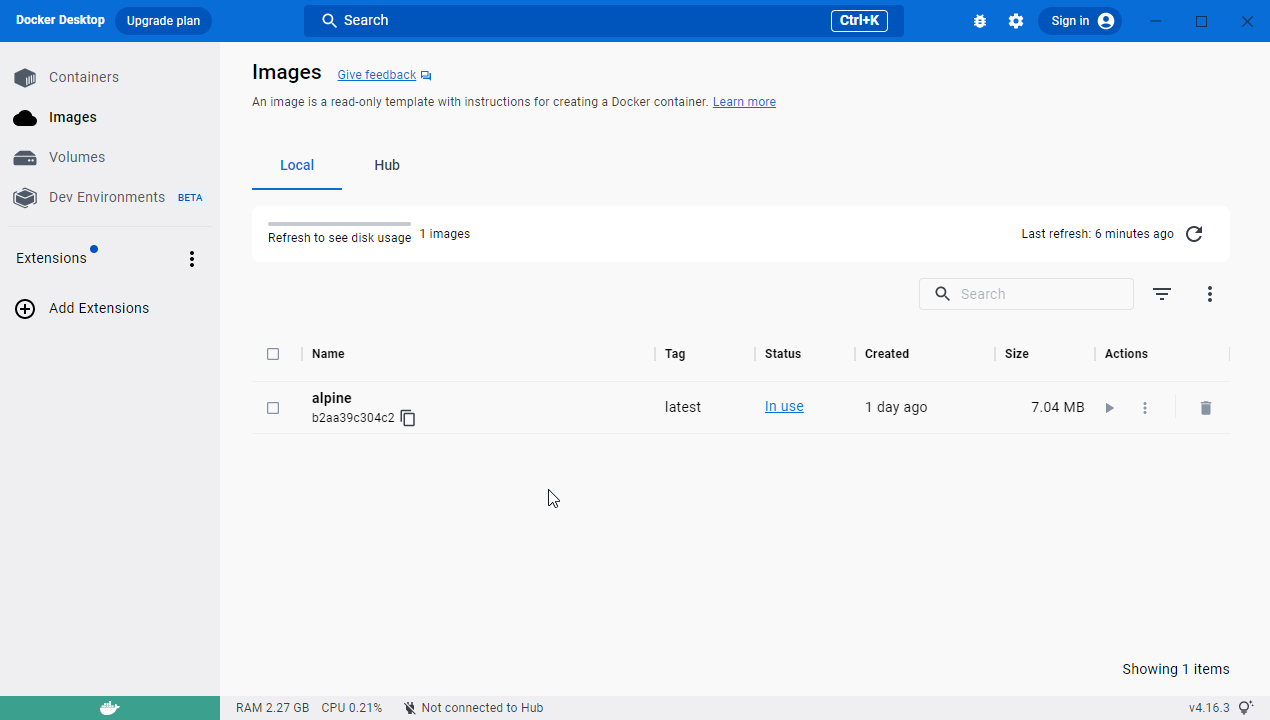 Docker Desktop
Upgrade plan
Search
Ctrl+K
Sign in
Containers
Images
Volumes
Dev Environments BETA
Extensions
Add Extensions
Images Give feedback
An image is a read-only template with instructions for creating a Docker container. Learn more
Local Hub
Refresh to see disk usage 1 images
Last refresh: 6 minutes ago
Search
Name Tag Status Created Size Actions
alpine
b2aa39c304c2
latest In use 1 day ago 7.04 MB
Showing 1 items
RAM 2.27 GB CPU 0.21% Not connected to Hub
v4.16.3